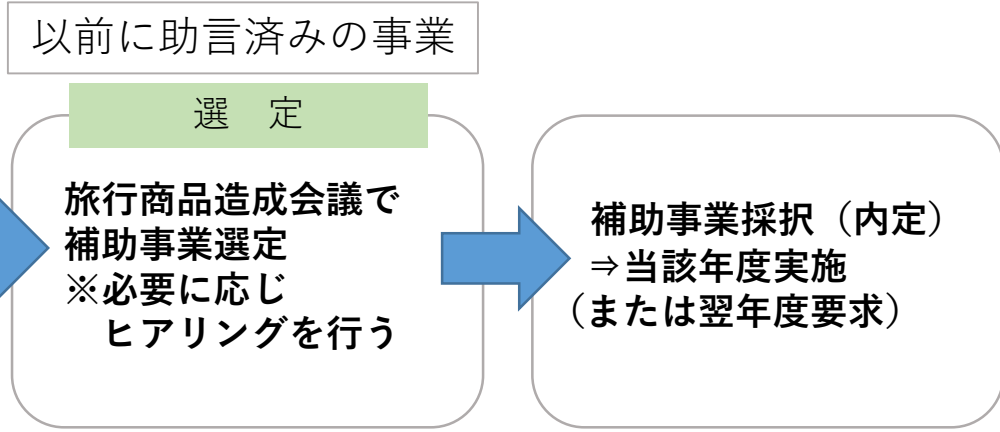 以前に助言済みの事業
選　定
旅行商品造成会議で
補助事業選定
※必要に応じ
ヒアリングを行う
補助事業採択（内定）
⇒当該年度実施
（または翌年度要求）